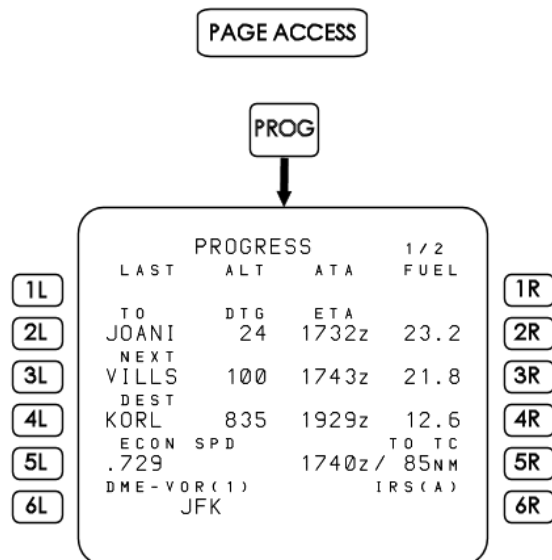 PAGE ACCESS
PROG
PROGRESS 1/2
LAST ALT ATA FUEL
1L 1R
TO DTG ETA
2L JOANI 24 1732z 23.2 2R
NEXT
3L VILLS 100 1743z 21.8 3R
DEST
4L KORL 835 1929z 12.6 4R
ECON SPD TO TC
5L .729 1740z/ 85NM 5R
DME-VOR(1) IRS(A)
6L JFK 6R